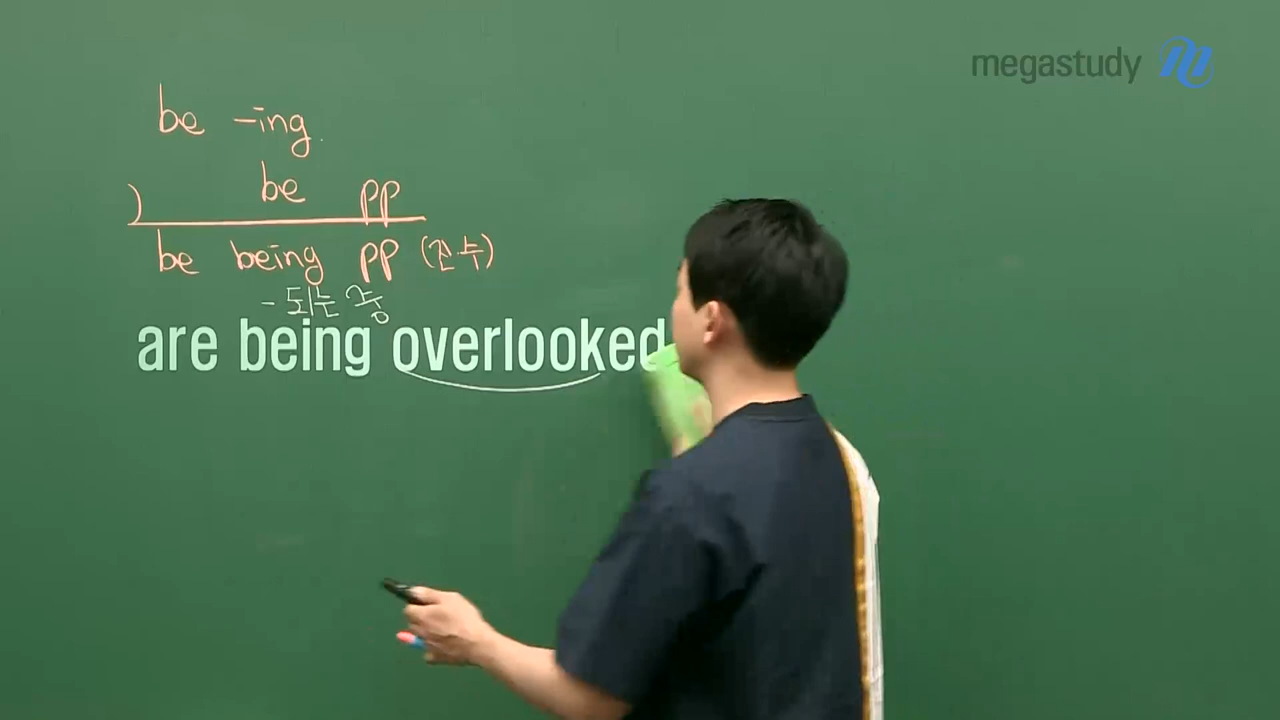 megastudy
be -ing.
be pp
) 
be being pp (진·수)
- 되는 중
are being overlooked